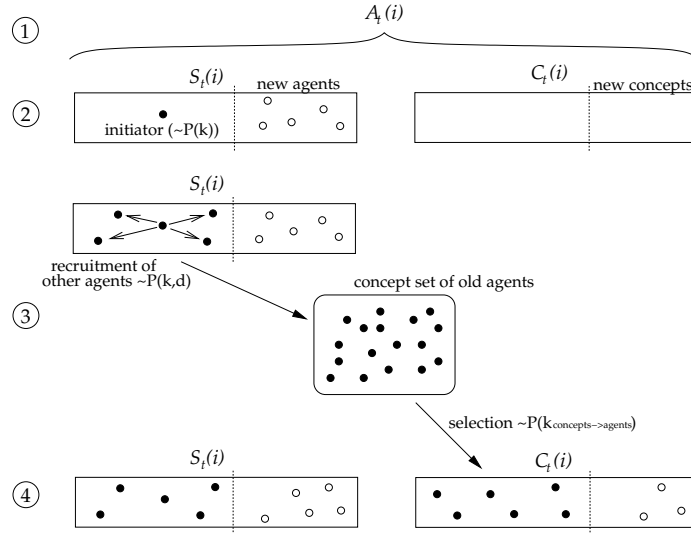 ① A_t(i)
S_t(i) new agents C_t(i) new concepts
② initiator (~P(k))
S_t(i)
recruitment of
other agents ~P(k,d)
concept set of old agents
③
selection ~P(k_concepts->agents)
S_t(i) C_t(i)
④